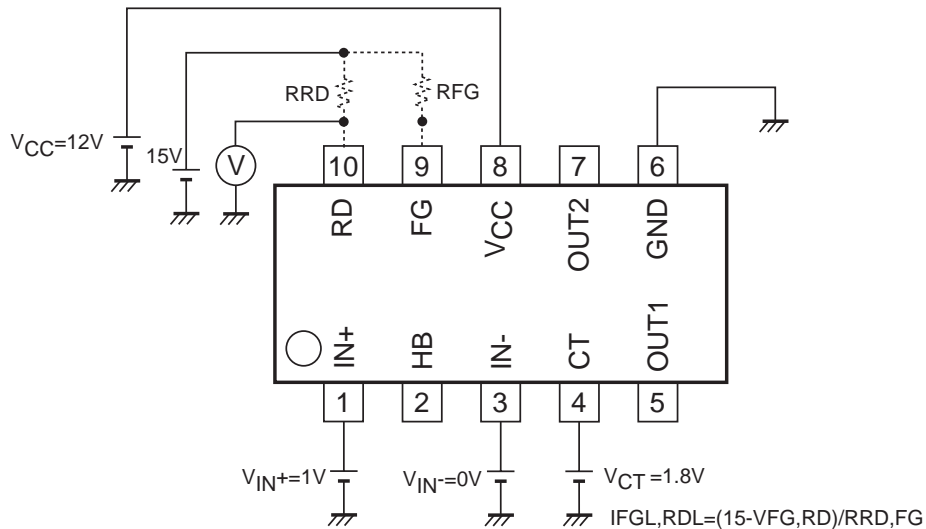 RRD
RFG
VCC=12V
15V
V
10
9
8
7
6
RD
FG
VCC
OUT2
GND
IN+
HB
IN-
CT
OUT1
1
2
3
4
5
VIN+=1V
VIN-=0V
VCT=1.8V
IFGL,RDL=(15-VFG,RD)/RRD,FG